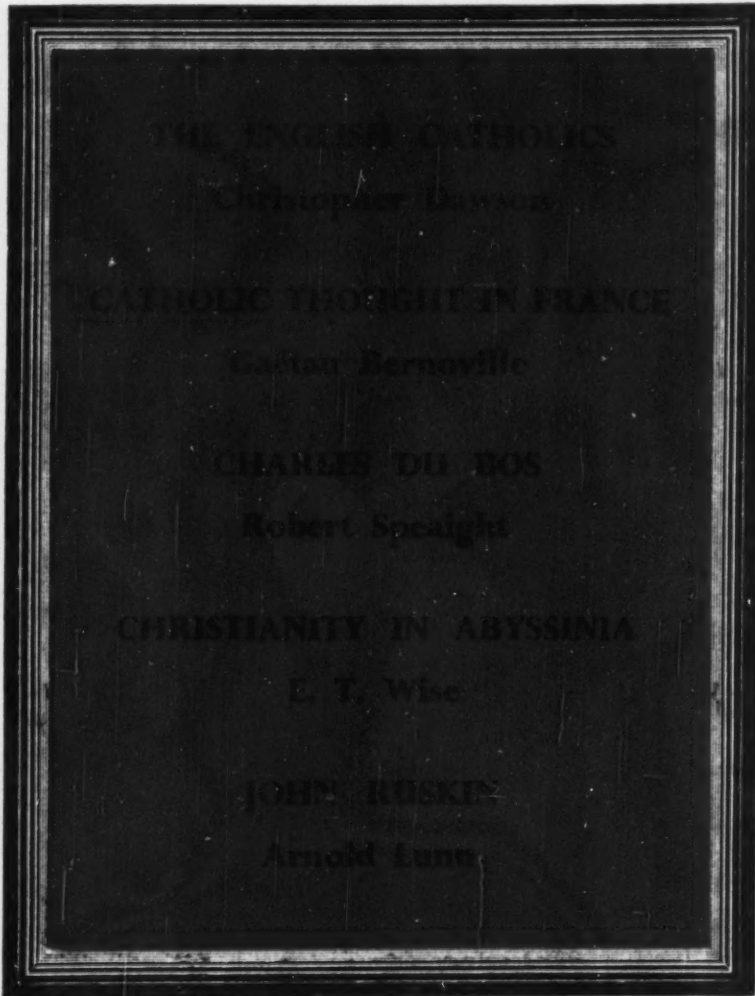 THE ENGLISH CATHOLICS
Christopher Dawson
CATHOLIC THOUGHT IN FRANCE
Gaëtan Bernoville
CHARLES DU BOS
Robert Speaight
CHRISTIANITY IN ABYSSINIA
E. T. Wise
JOHN RUSKIN
Arnold Lunn